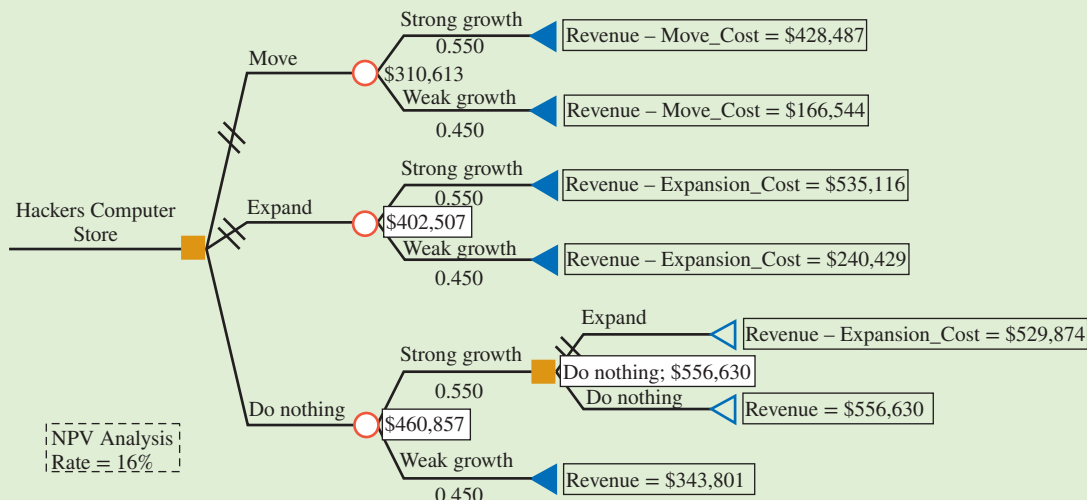 Strong growth
0.550
Revenue – Move_Cost = $428,487
Move
$310,613
Weak growth
0.450
Revenue – Move_Cost = $166,544
Strong growth
0.550
Revenue – Expansion_Cost = $535,116
Hackers Computer
Store
Expand
$402,507
Weak growth
0.450
Revenue – Expansion_Cost = $240,429
Expand
Revenue – Expansion_Cost = $529,874
Strong growth
0.550
Do nothing; $556,630
Do nothing
Revenue = $556,630
Do nothing
$460,857
Weak growth
0.450
Revenue = $343,801
NPV Analysis
Rate = 16%